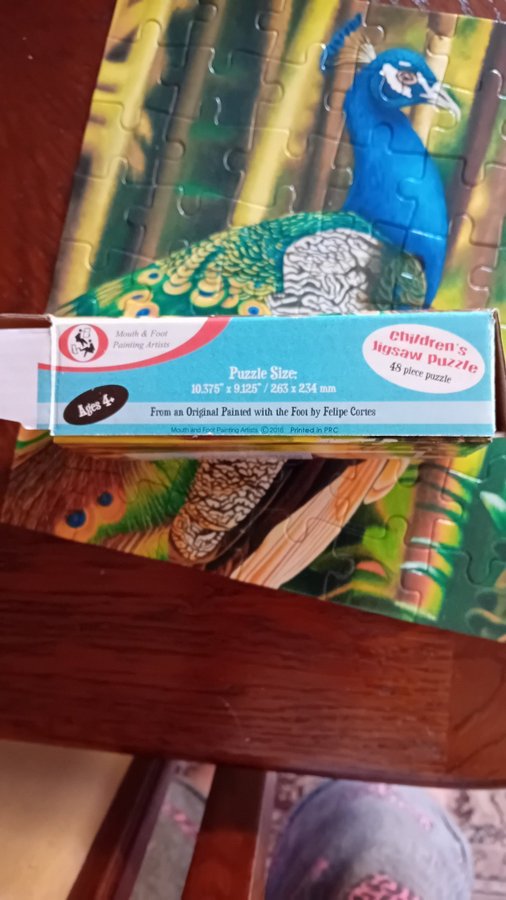 Mouth & Foot
Painting Artists
Children's
Jigsaw Puzzle
48 piece puzzle
Puzzle Size:
10.375" x 9.125" / 263 x 234 mm
Ages 4+
From an Original Painted with the Foot by Felipe Cortes
Mouth and Foot Painting Artists ©2018 Printed in PRC